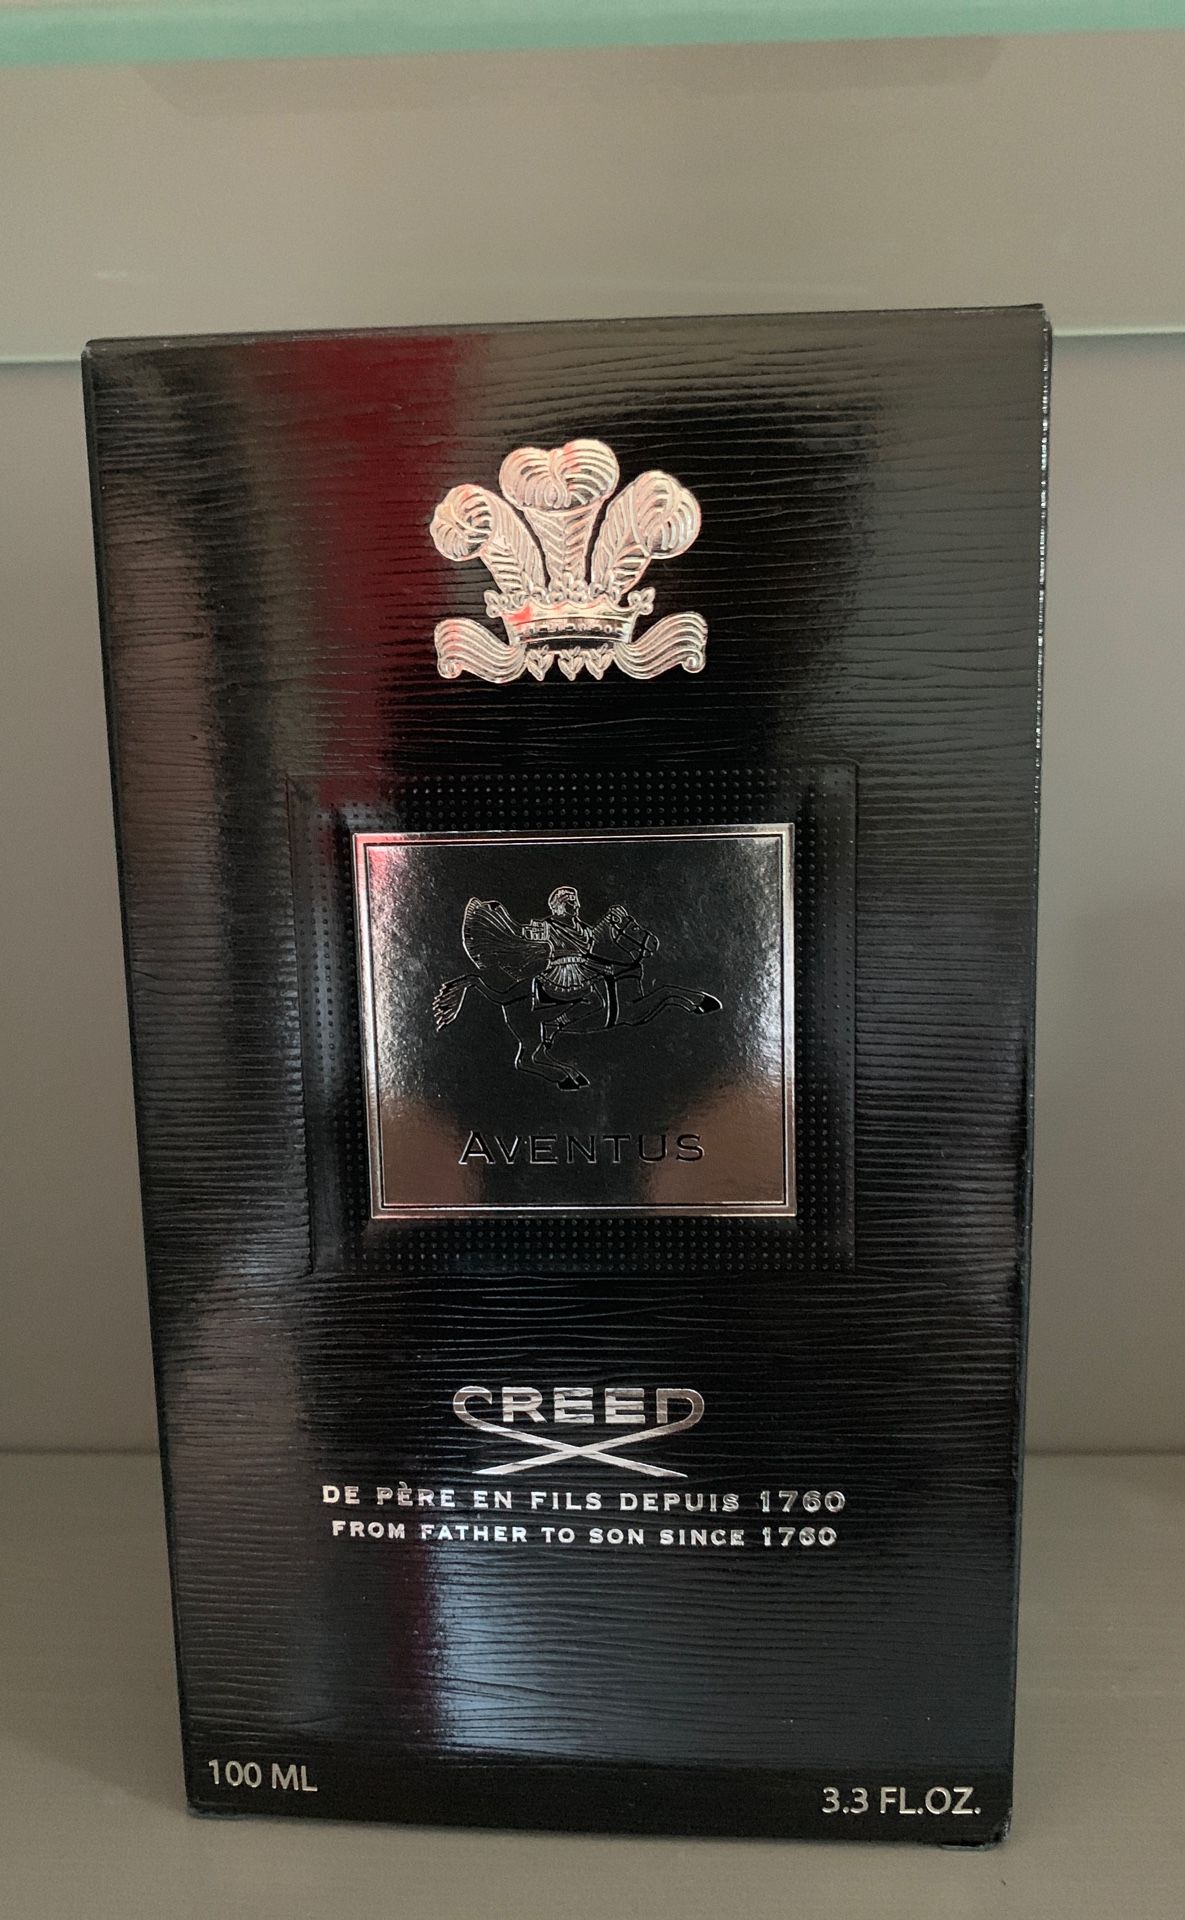 AVENTUS
CREED
DE PÈRE EN FILS DEPUIS 1760
FROM FATHER TO SON SINCE 1760
100 ML
3.3 FL.OZ.